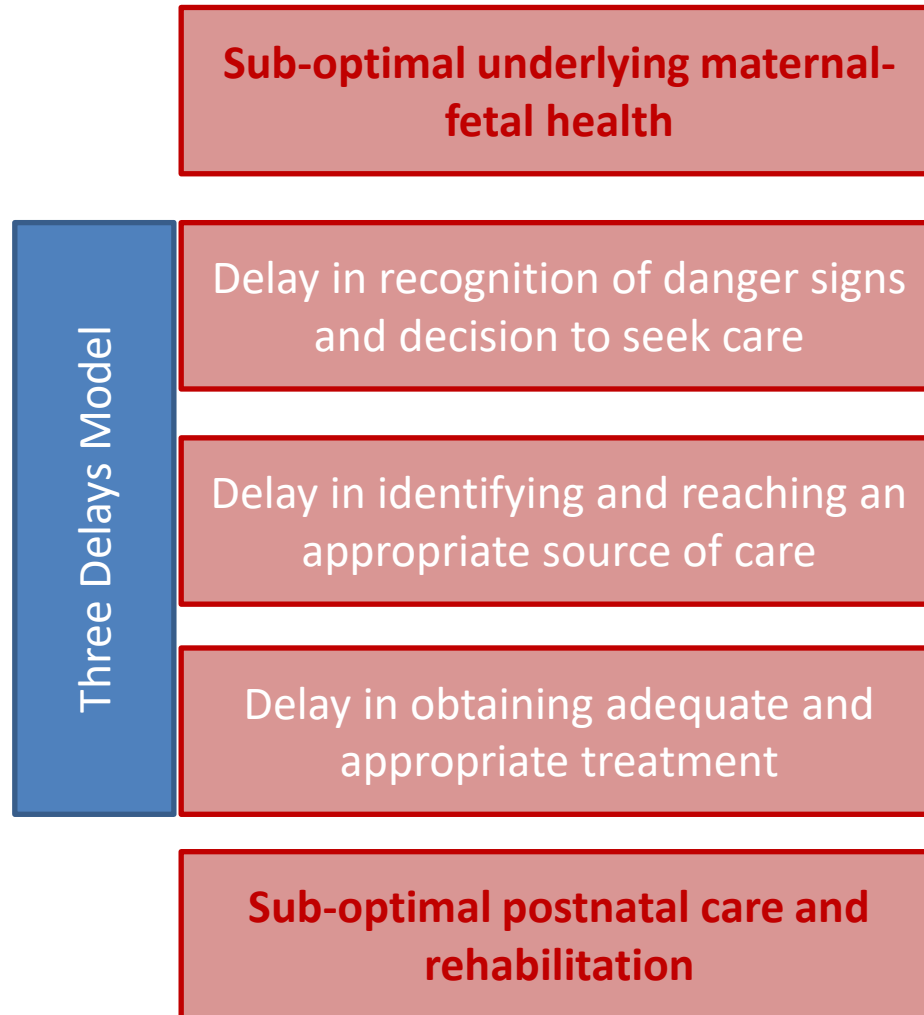 Sub-optimal underlying maternal-
fetal health
Three Delays Model
Delay in recognition of danger signs
and decision to seek care
Delay in identifying and reaching an
appropriate source of care
Delay in obtaining adequate and
appropriate treatment
Sub-optimal postnatal care and
rehabilitation